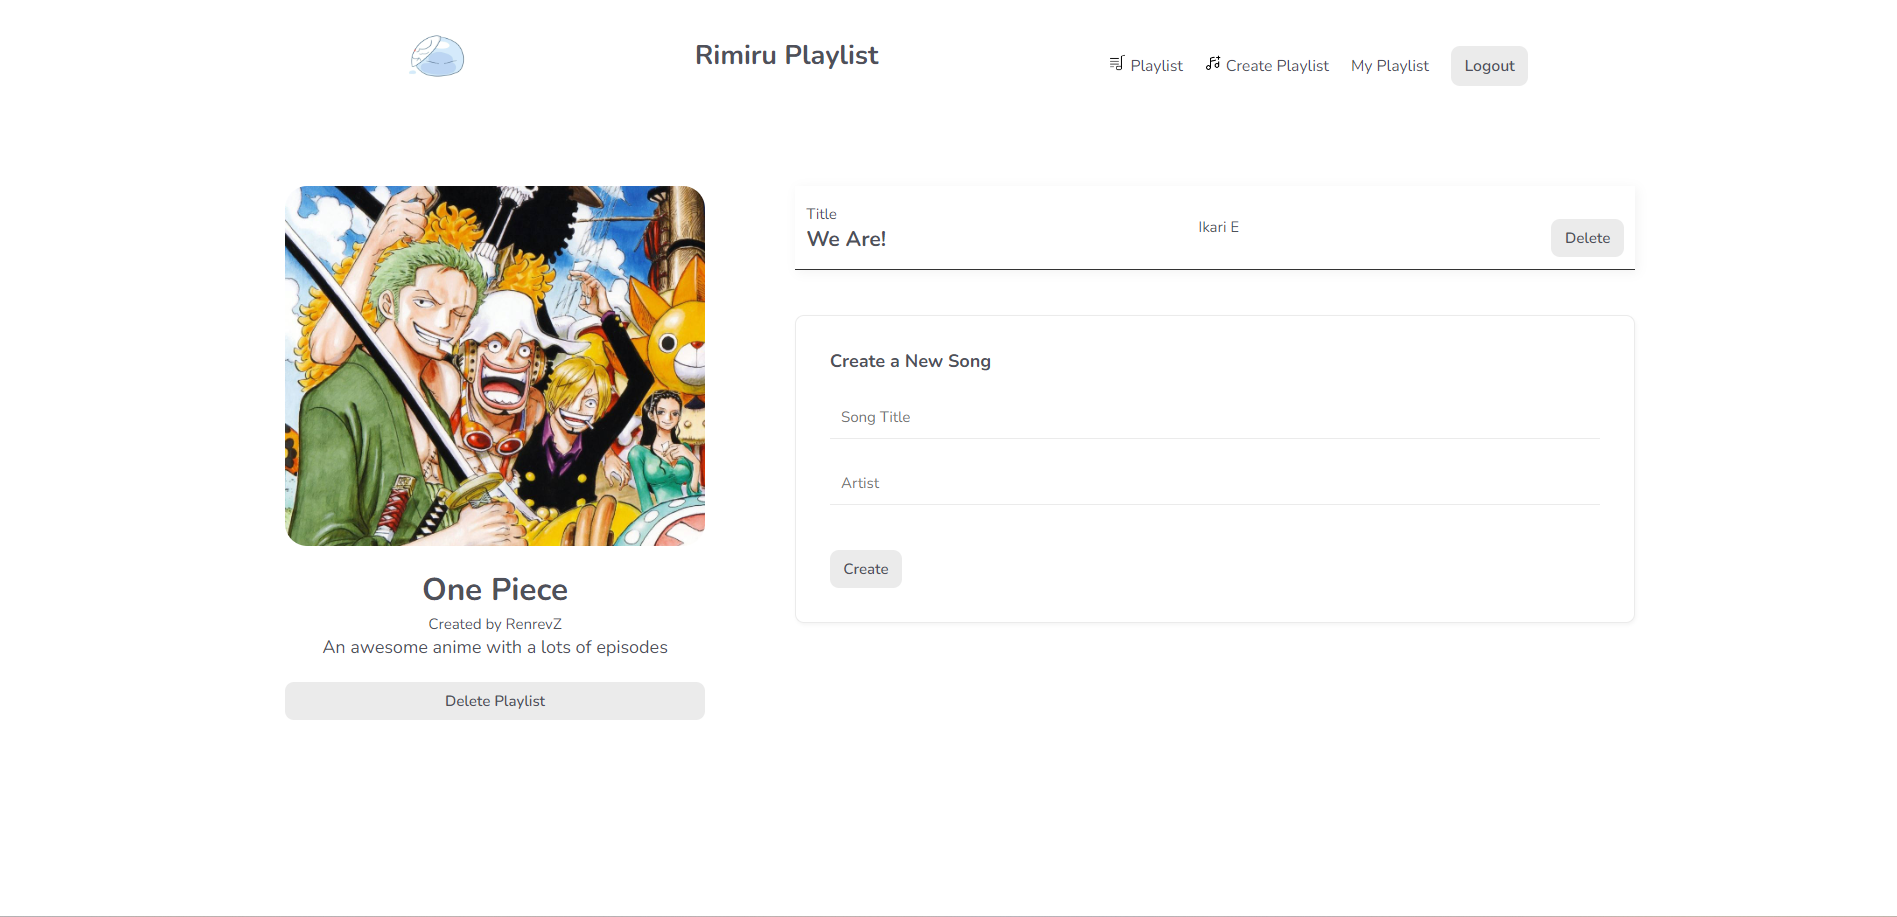 Rimiru Playlist
Playlist
Create Playlist
My Playlist
Logout
One Piece
Created by RenrevZ
An awesome anime with a lots of episodes
Delete Playlist
Title
We Are!
Ikari E
Delete
Create a New Song
Song Title
Artist
Create